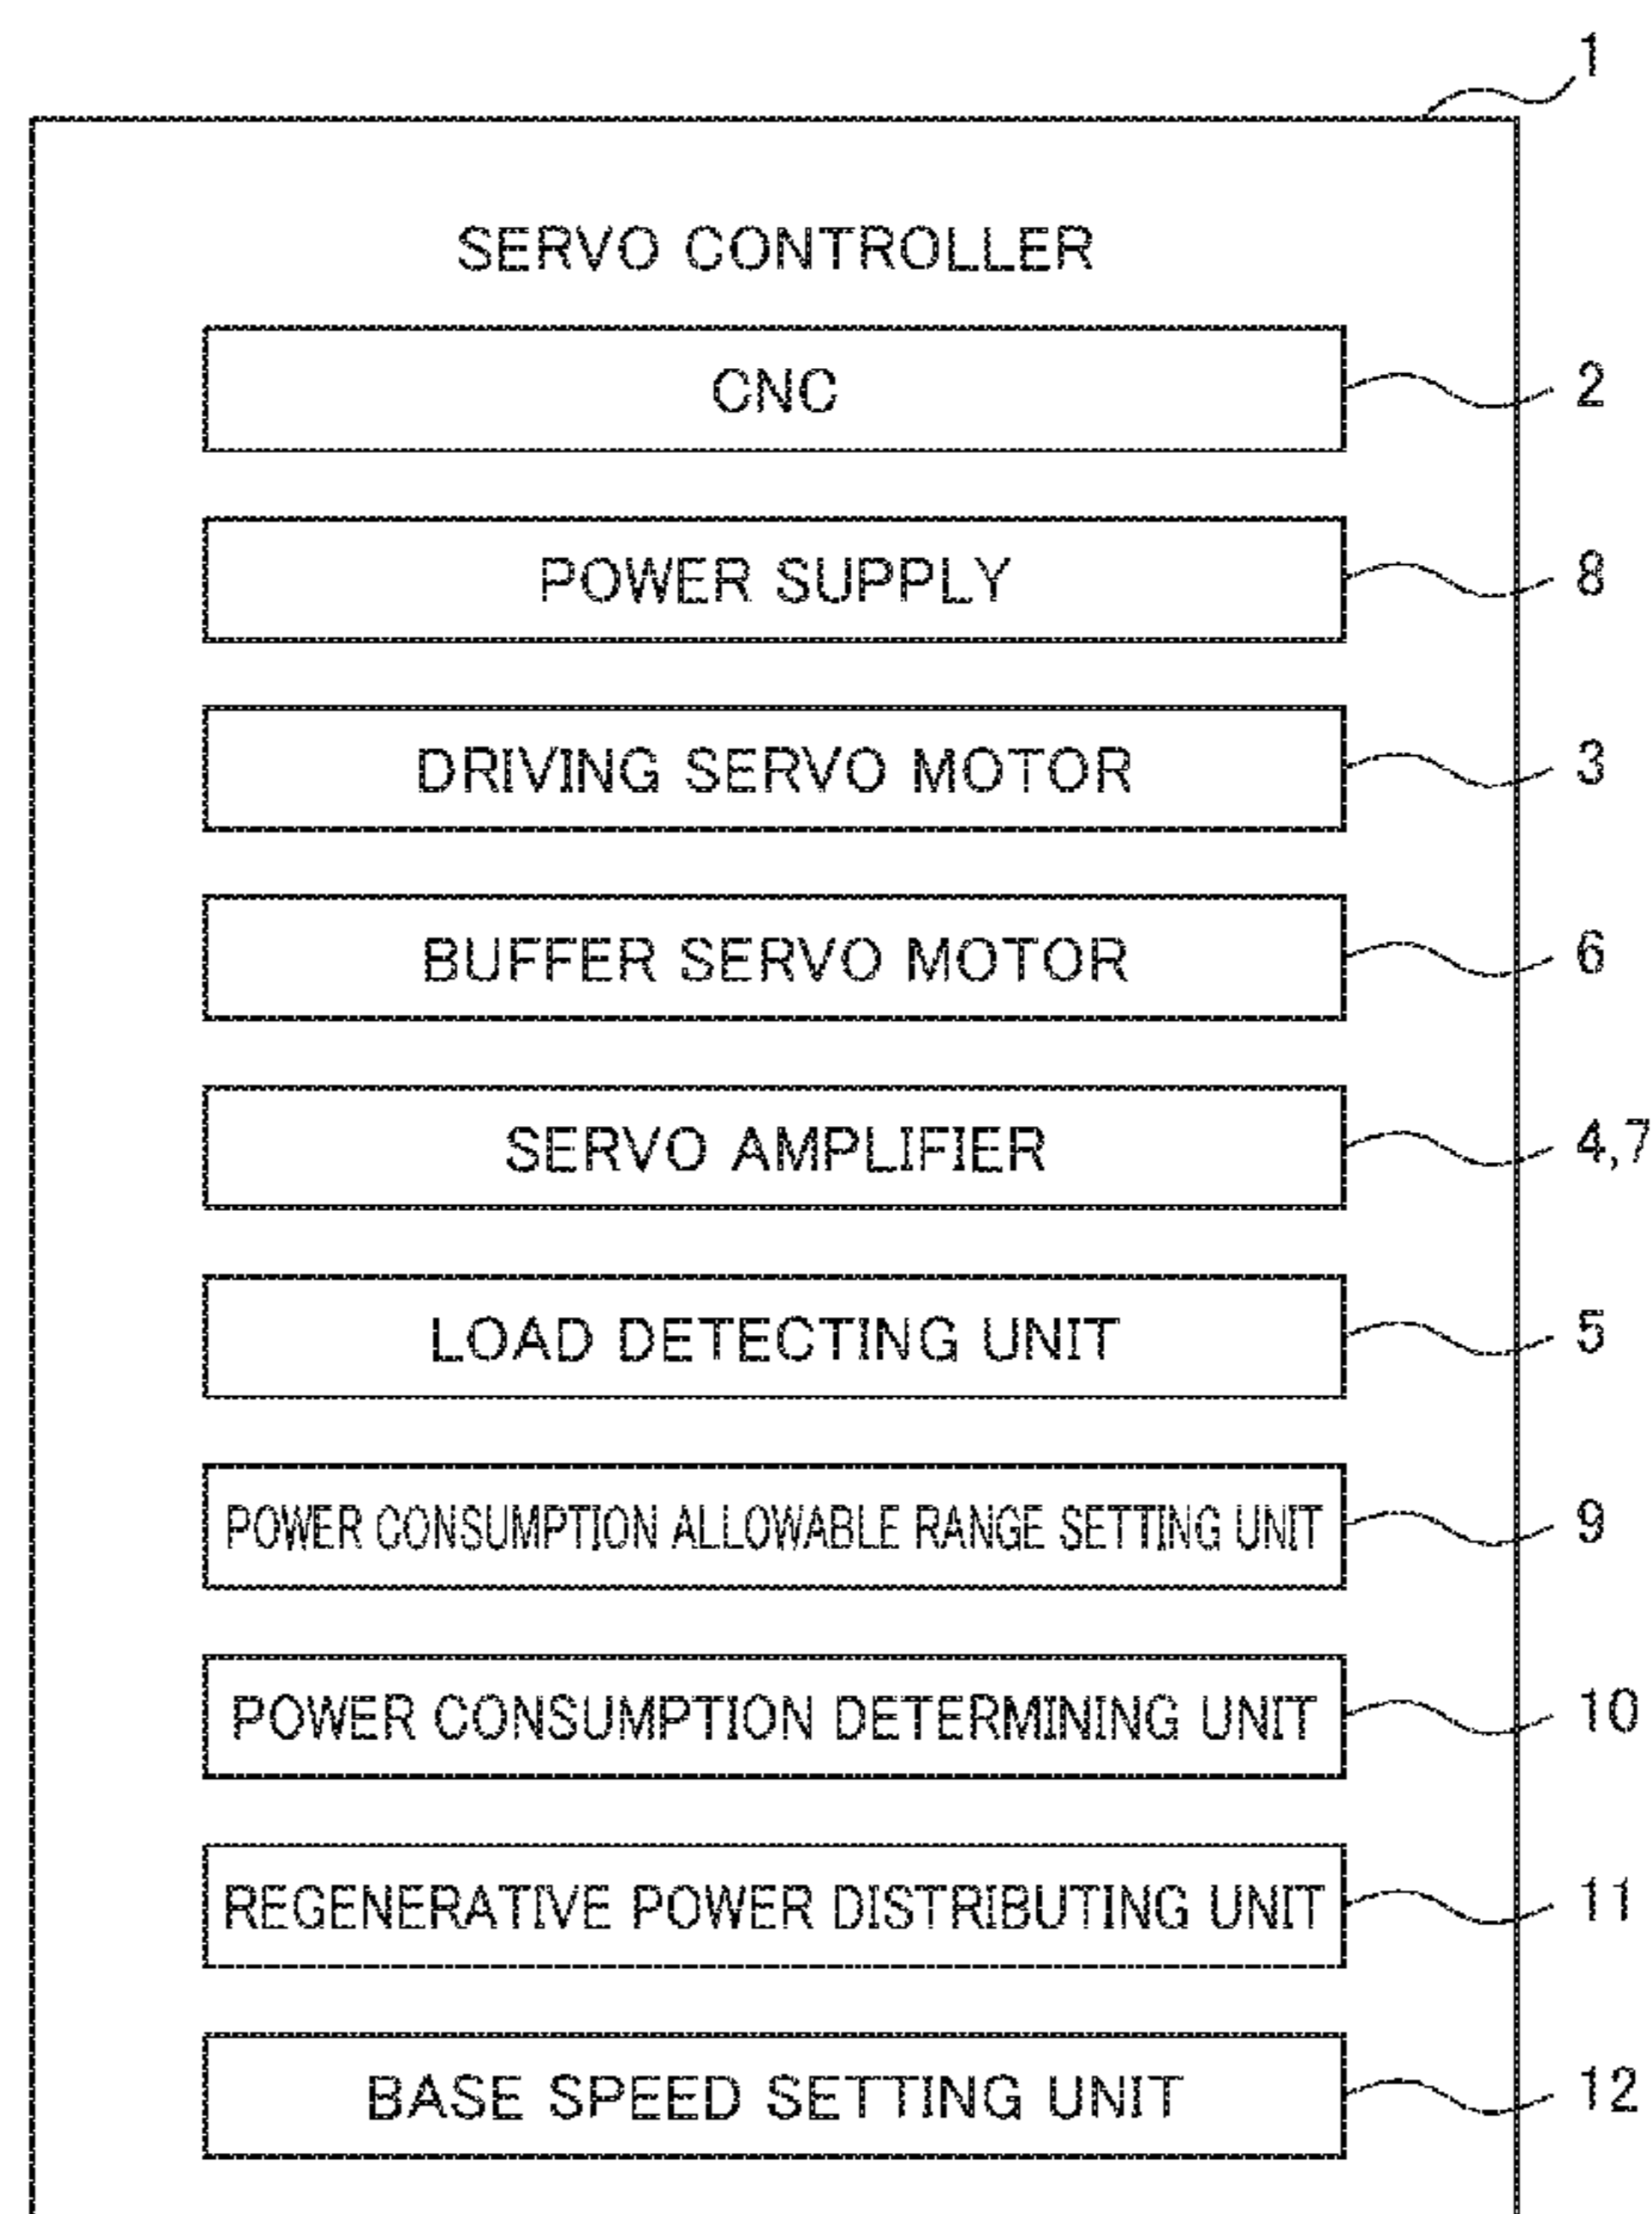 1
SERVO CONTROLLER
CNC 2
POWER SUPPLY 8
DRIVING SERVO MOTOR 3
BUFFER SERVO MOTOR 6
SERVO AMPLIFIER 4,7
LOAD DETECTING UNIT 5
POWER CONSUMPTION ALLOWABLE RANGE SETTING UNIT 9
POWER CONSUMPTION DETERMINING UNIT 10
REGENERATIVE POWER DISTRIBUTING UNIT 11
BASE SPEED SETTING UNIT 12